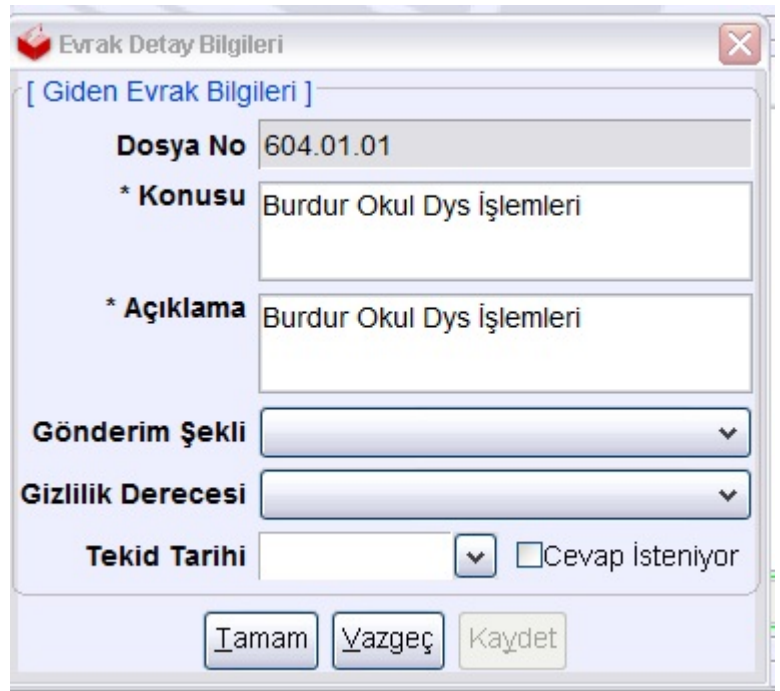 Evrak Detay Bilgileri
[ Giden Evrak Bilgileri ]
Dosya No 604.01.01
* Konusu Burdur Okul Dys İşlemleri
* Açıklama Burdur Okul Dys İşlemleri
Gönderim Şekli
Gizlilik Derecesi
Tekid Tarihi Cevap İsteniyor
Tamam Vazgeç Kaydet